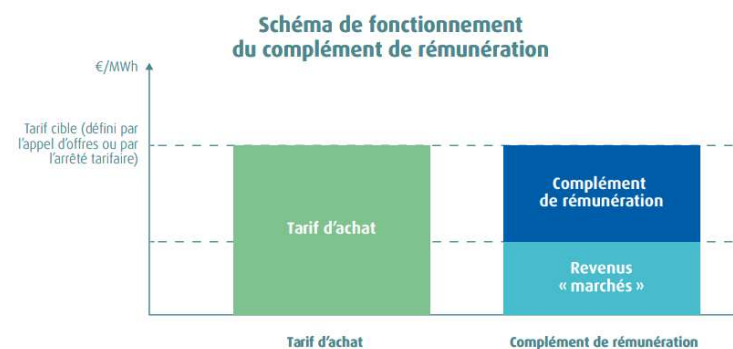 Schéma de fonctionnement
du complément de rémunération
€/MWh
Tarif cible (défini par
l'appel d'offres ou par
l'arrêté tarifaire)
Tarif d'achat
Complément
de rémunération
Revenus
« marchés »
Tarif d'achat
Complément de rémunération